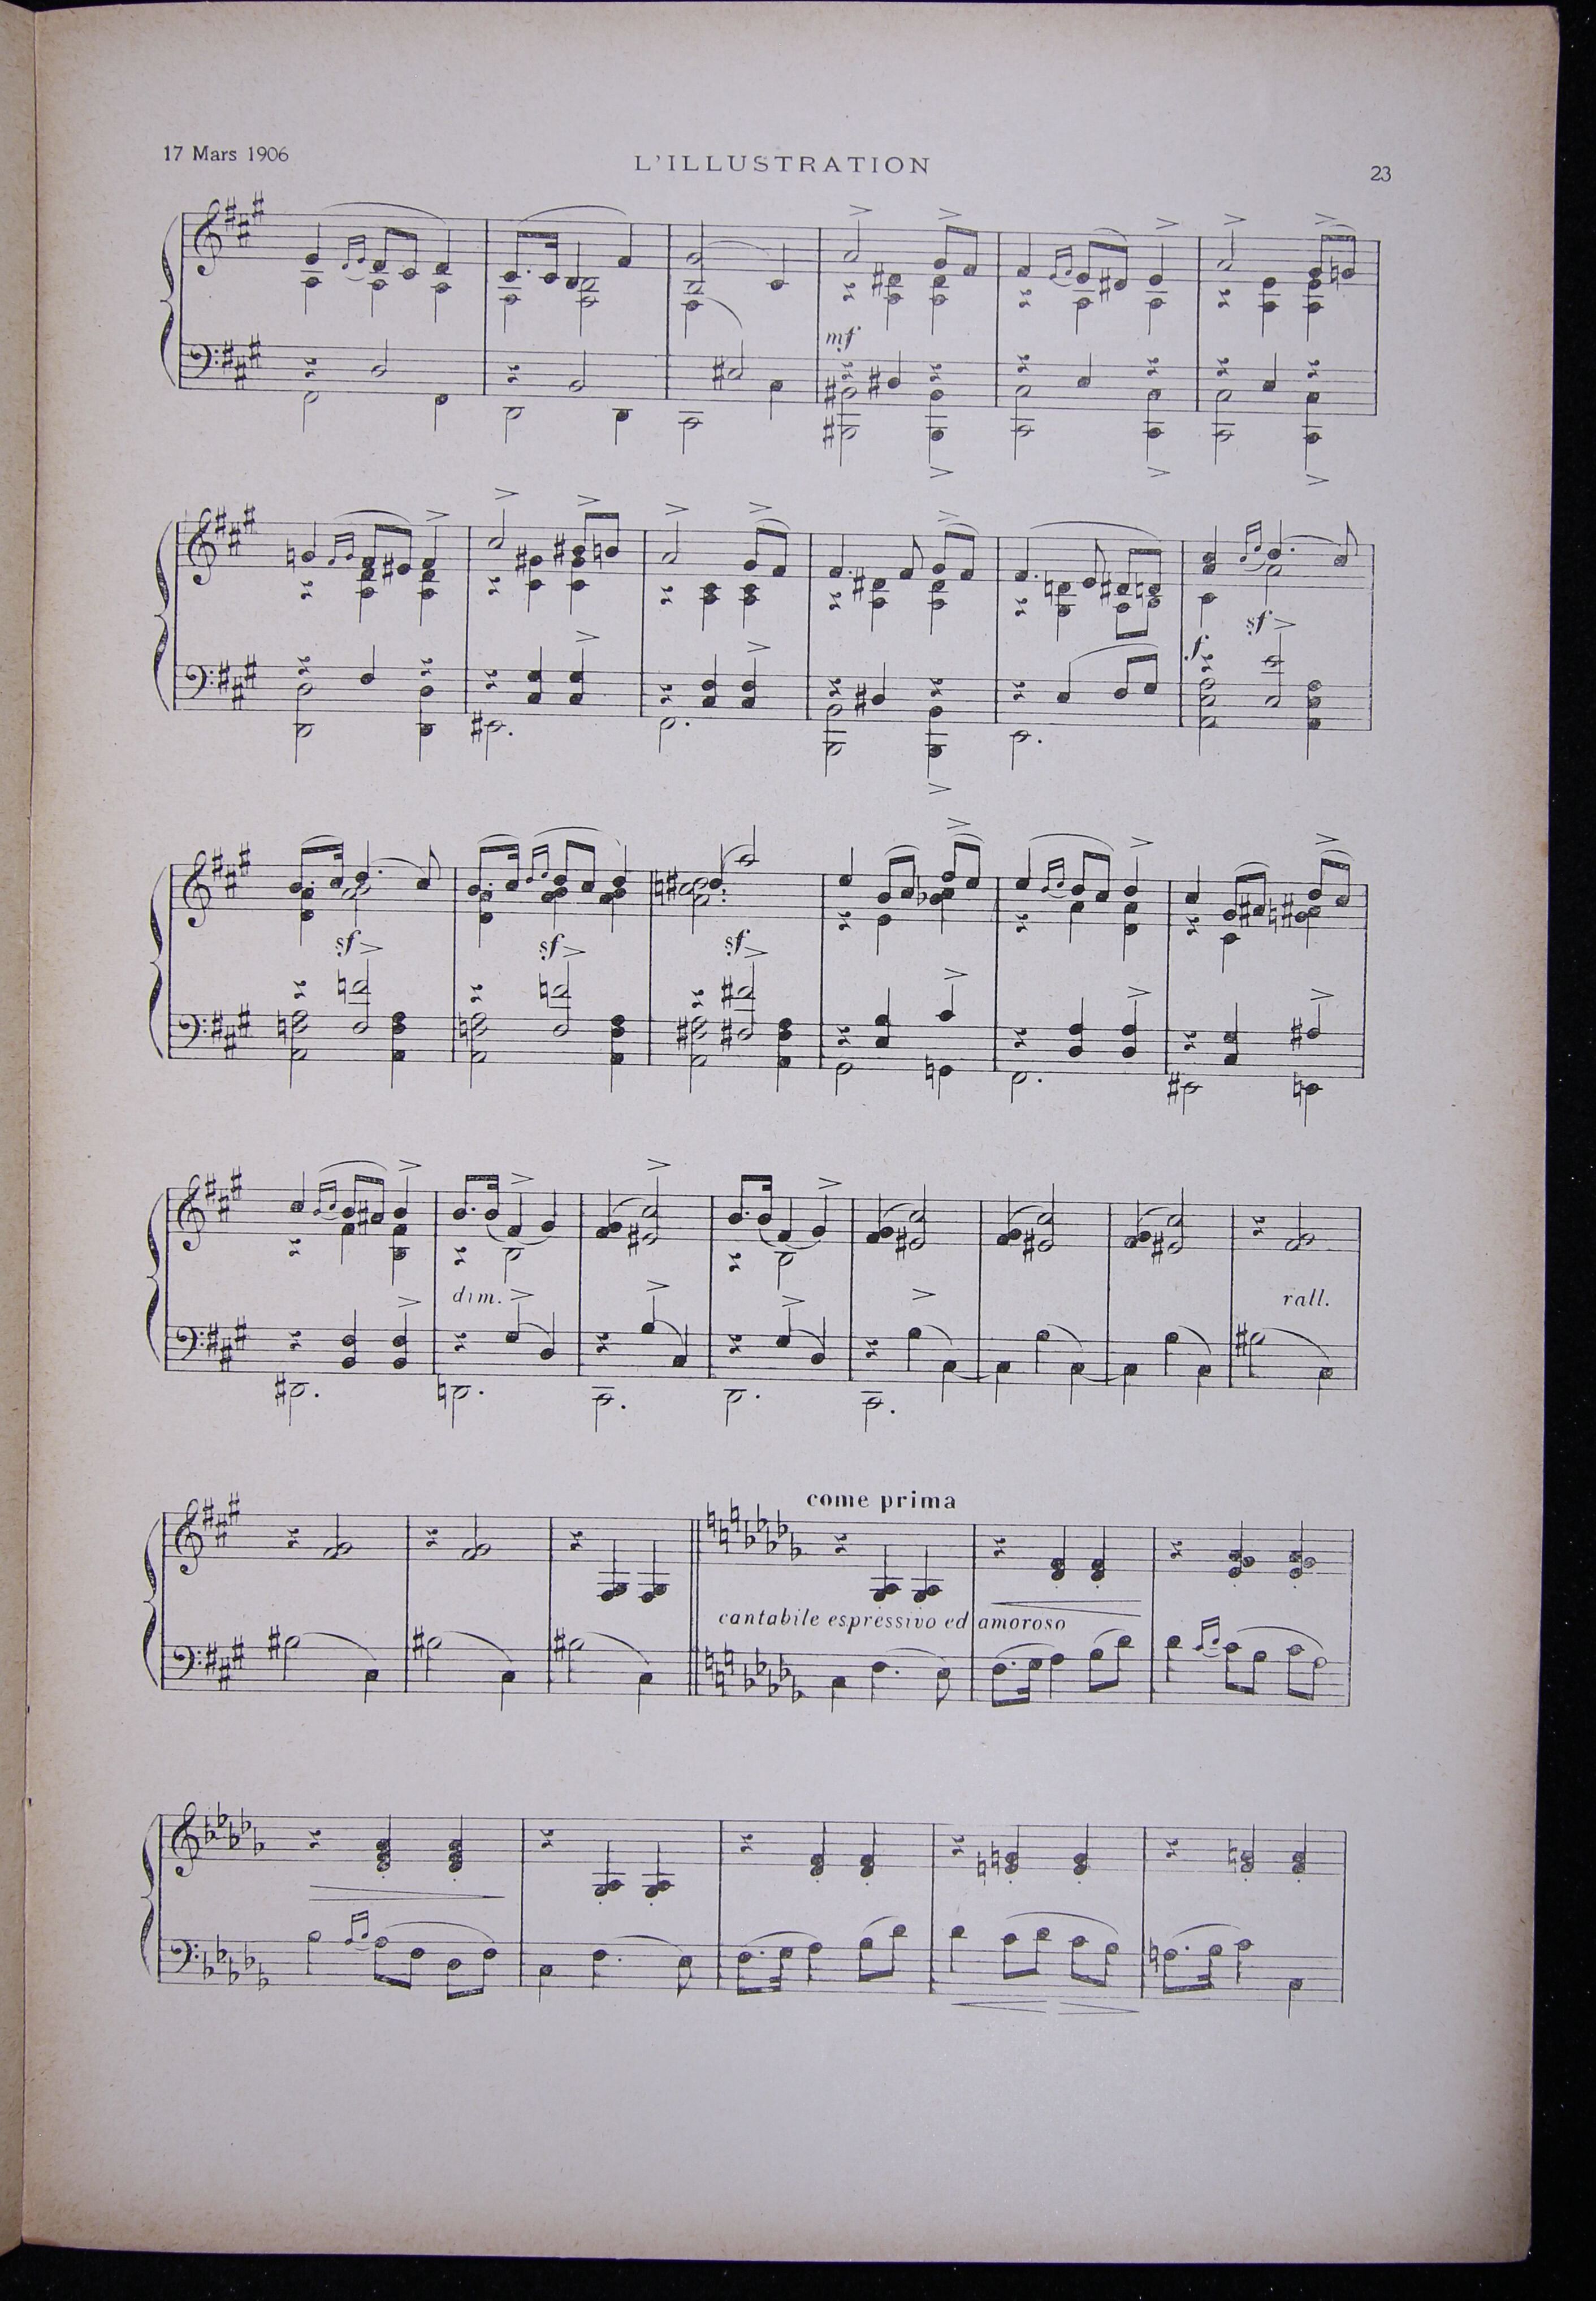 17 Mars 1906
L'ILLUSTRATION
23
mf
sf
f
sf
sf
sf
dim.
rall.
come prima
cantabile espressivo ed amoroso